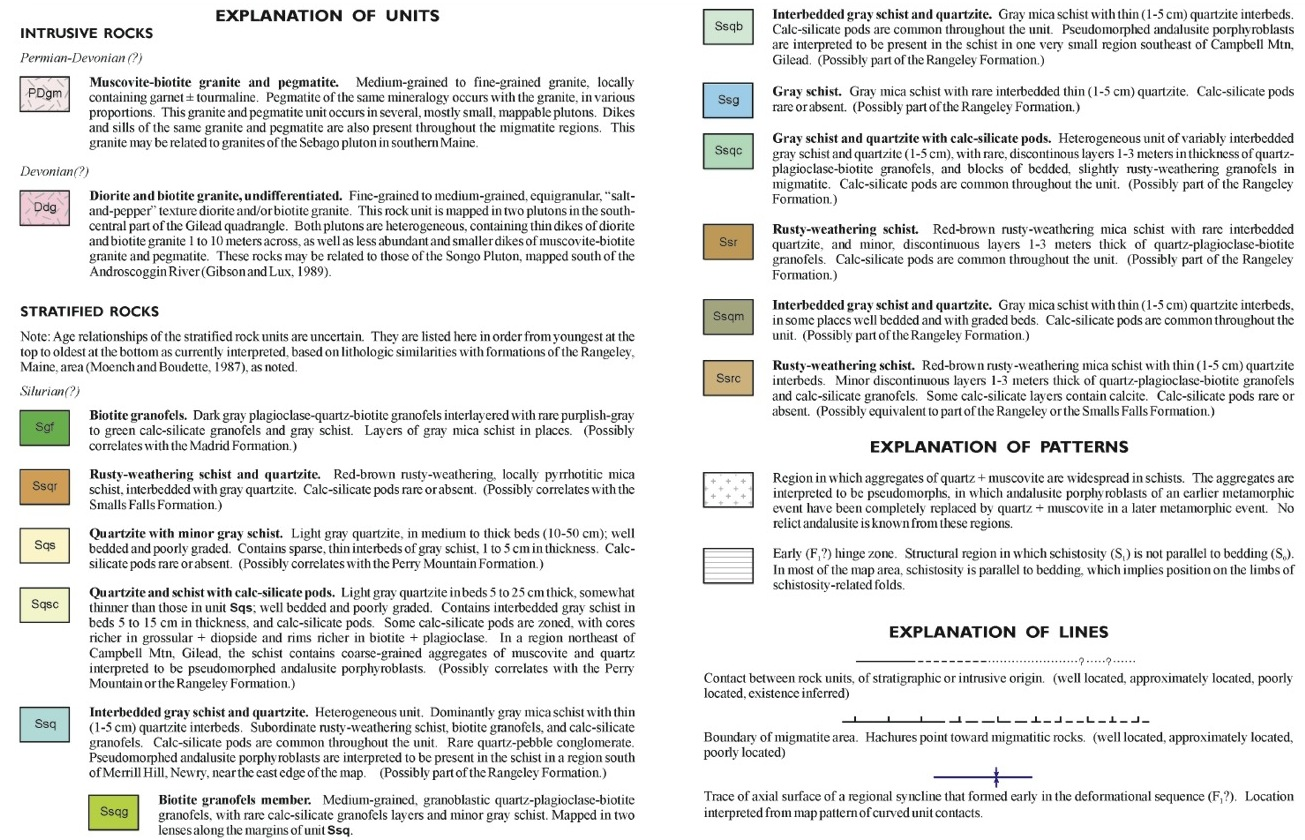 EXPLANATION OF UNITS
INTRUSIVE ROCKS
Permian-Devonian(?)
PDgm
Muscovite-biotite granite and pegmatite. Medium-grained to fine-grained granite, locally
containing garnet ± tourmaline. Pegmatite of the same mineralogy occurs with the granite, in various
proportions. This granite and pegmatite unit occurs in several, mostly small, mappable plutons. Dikes
and sills of the same granite and pegmatite are also present throughout the migmatite regions. This
granite may be related to granites of the Sebago pluton in southern Maine.
Devonian(?)
Ddg
Diorite and biotite granite, undifferentiated. Fine-grained to medium-grained, equigranular, “salt-
and-pepper” texture diorite and/or biotite granite. This rock unit is mapped in two plutons in the south-
central part of the Gilead quadrangle. Both plutons are heterogeneous, containing thin dikes of diorite
and biotite granite 1 to 10 meters across, as well as less abundant and smaller dikes of muscovite-biotite
granite and pegmatite. These rocks may be related to those of the Songo Pluton, mapped south of the
Androscoggin River (Gibson and Lux, 1989).
STRATIFIED ROCKS
Note: Age relationships of the stratified rock units are uncertain. They are listed here in order from youngest at the
top to oldest at the bottom as currently interpreted, based on lithologic similarities with formations of the Rangeley,
Maine, area (Moench and Boudette, 1987), as noted.
Silurian(?)
Sgf
Biotite granofels. Dark gray plagioclase-quartz-biotite granofels interlayered with rare purplish-gray
to green calc-silicate granofels and gray schist. Layers of gray mica schist in places. (Possibly
correlates with the Madrid Formation.)
Ssqr
Rusty-weathering schist and quartzite. Red-brown rusty-weathering, locally pyrrhotitic mica
schist, interbedded with gray quartzite. Calc-silicate pods rare or absent. (Possibly correlates with the
Smalls Falls Formation.)
Sqs
Quartzite with minor gray schist. Light gray quartzite, in medium to thick beds (10-50 cm); well
bedded and poorly graded. Contains sparse, thin interbeds of gray schist, 1 to 5 cm in thickness. Calc-
silicate pods rare or absent. (Possibly correlates with the Perry Mountain Formation.)
Sqsc
Quartzite and schist with calc-silicate pods. Light gray quartzite in beds 5 to 25 cm thick, somewhat
thinner than those in unit Sqs; well bedded and poorly graded. Contains interbedded gray schist in
beds 5 to 15 cm in thickness, and calc-silicate pods. Some calc-silicate pods are zoned, with cores
richer in grossular + diopside and rims richer in biotite + plagioclase. In a region northeast of
Campbell Mtn, Gilead, the schist contains coarse-grained aggregates of muscovite and quartz
interpreted to be pseudomorphed andalusite porphyroblasts. (Possibly correlates with the Perry
Mountain or the Rangeley Formation.)
Ssq
Interbedded gray schist and quartzite. Heterogeneous unit. Dominantly gray mica schist with thin
(1-5 cm) quartzite interbeds. Subordinate rusty-weathering schist, biotite granofels, and calc-silicate
granofels. Calc-silicate pods are common throughout the unit. Rare quartz-pebble conglomerate.
Pseudomorphed andalusite porphyroblasts are interpreted to be present in the schist in a region south
of Merrill Hill, Newry, near the east edge of the map. (Possibly part of the Rangeley Formation.)
Ssqg
Biotite granofels member. Medium-grained, granoblastic quartz-plagioclase-biotite
granofels, with rare calc-silicate granofels layers and minor gray schist. Mapped in two
lenses along the margins of unit Ssq.
Ssqb
Interbedded gray schist and quartzite. Gray mica schist with thin (1-5 cm) quartzite interbeds.
Calc-silicate pods are common throughout the unit. Pseudomorphed andalusite porphyroblasts
are interpreted to be present in the schist in one very small region southeast of Campbell Mtn,
Gilead. (Possibly part of the Rangeley Formation.)
Ssg
Gray schist. Gray mica schist with rare interbedded thin (1-5 cm) quartzite. Calc-silicate pods
rare or absent. (Possibly part of the Rangeley Formation.)
Ssqc
Gray schist and quartzite with calc-silicate pods. Heterogeneous unit of variably interbedded
gray schist and quartzite (1-5 cm), with rare, discontinous layers 1-3 meters in thickness of quartz-
plagioclase-biotite granofels, and blocks of bedded, slightly rusty-weathering granofels in
migmatite. Calc-silicate pods are common throughout the unit. (Possibly part of the Rangeley
Formation.)
Ssr
Rusty-weathering schist. Red-brown rusty-weathering mica schist with rare interbedded
quartzite, and minor, discontinuous layers 1-3 meters thick of quartz-plagioclase-biotite
granofels. Calc-silicate pods are common throughout the unit. (Possibly part of the Rangeley
Formation.)
Ssqm
Interbedded gray schist and quartzite. Gray mica schist with thin (1-5 cm) quartzite interbeds,
in some places well bedded and with graded beds. Calc-silicate pods are common throughout the
unit. (Possibly part of the Rangeley Formation.)
Ssrc
Rusty-weathering schist. Red-brown rusty-weathering mica schist with thin (1-5 cm) quartzite
interbeds. Minor discontinuous layers 1-3 meters thick of quartz-plagioclase-biotite granofels
and calc-silicate granofels. Some calc-silicate layers contain calcite. Calc-silicate pods rare or
absent. (Possibly equivalent to part of the Rangeley or the Smalls Falls Formation.)
EXPLANATION OF PATTERNS
Region in which aggregates of quartz + muscovite are widespread in schists. The aggregates are
interpreted to be pseudomorphs, in which andalusite porphyroblasts of an earlier metamorphic
event have been completely replaced by quartz + muscovite in a later metamorphic event. No
relict andalusite is known from these regions.
Early (F₁?) hinge zone. Structural region in which schistosity (S₁) is not parallel to bedding (S₀).
In most of the map area, schistosity is parallel to bedding, which implies position on the limbs of
schistosity-related folds.
EXPLANATION OF LINES
? ?
Contact between rock units, of stratigraphic or intrusive origin. (well located, approximately located, poorly
located, existence inferred)
Boundary of migmatite area. Hachures point toward migmatitic rocks. (well located, approximately located,
poorly located)
Trace of axial surface of a regional syncline that formed early in the deformational sequence (F₁?). Location
interpreted from map pattern of curved unit contacts.